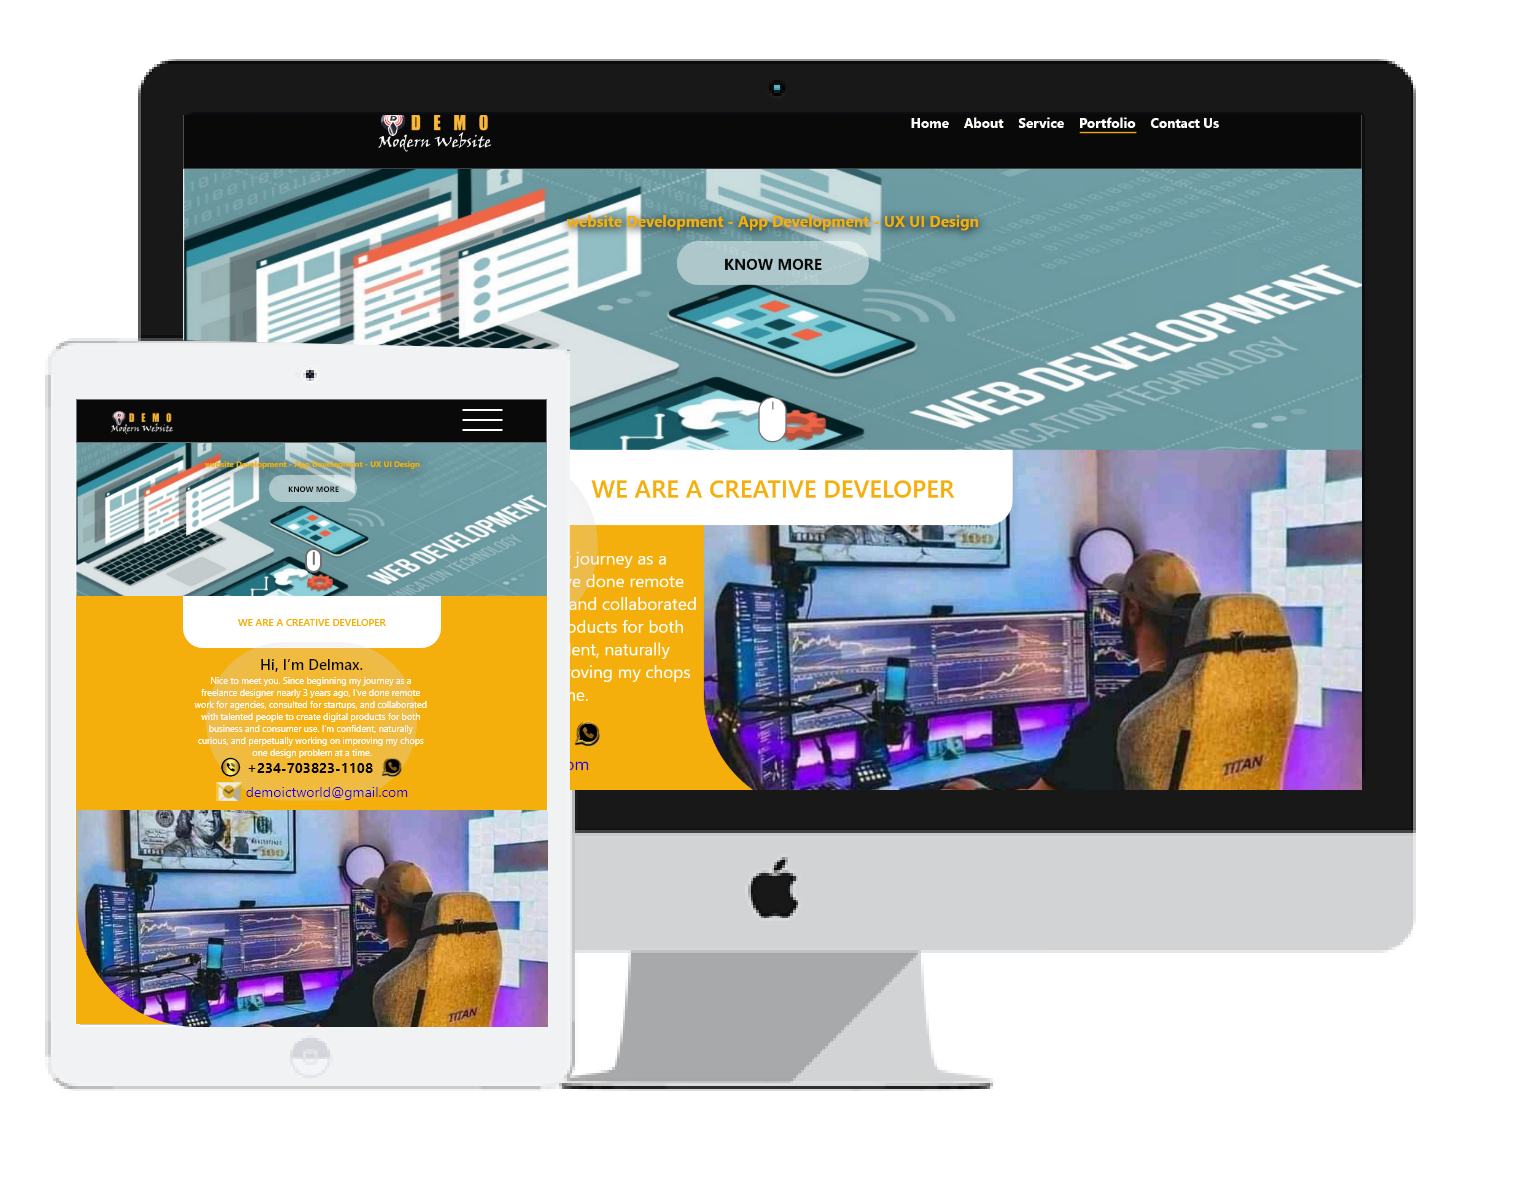 DEMO
Modern Website
Home About Service Portfolio Contact Us
website Development - App Development - UX UI Design
KNOW MORE
WEB DEVELOPMENT
NICATION TECHNOLOGY
WE ARE A CREATIVE DEVELOPER
journey as a
ve done remote
and collaborated
oducts for both
ent, naturally
oving my chops
ne.
om
TITAN
DEMO
Modern Website
website Development - App Development - UX UI Design
KNOW MORE
WEB DEVELOPMENT
UNICATION TECHNOLOGY
WE ARE A CREATIVE DEVELOPER
Hi, I’m Delmax.
Nice to meet you. Since beginning my journey as a
freelance designer nearly 3 years ago, I've done remote
work for agencies, consulted for startups, and collaborated
with talented people to create digital products for both
business and consumer use. I'm confident, naturally
curious, and perpetually working on improving my chops
one design problem at a time.
+234-703823-1108
demoictworld@gmail.com
100
TITAN